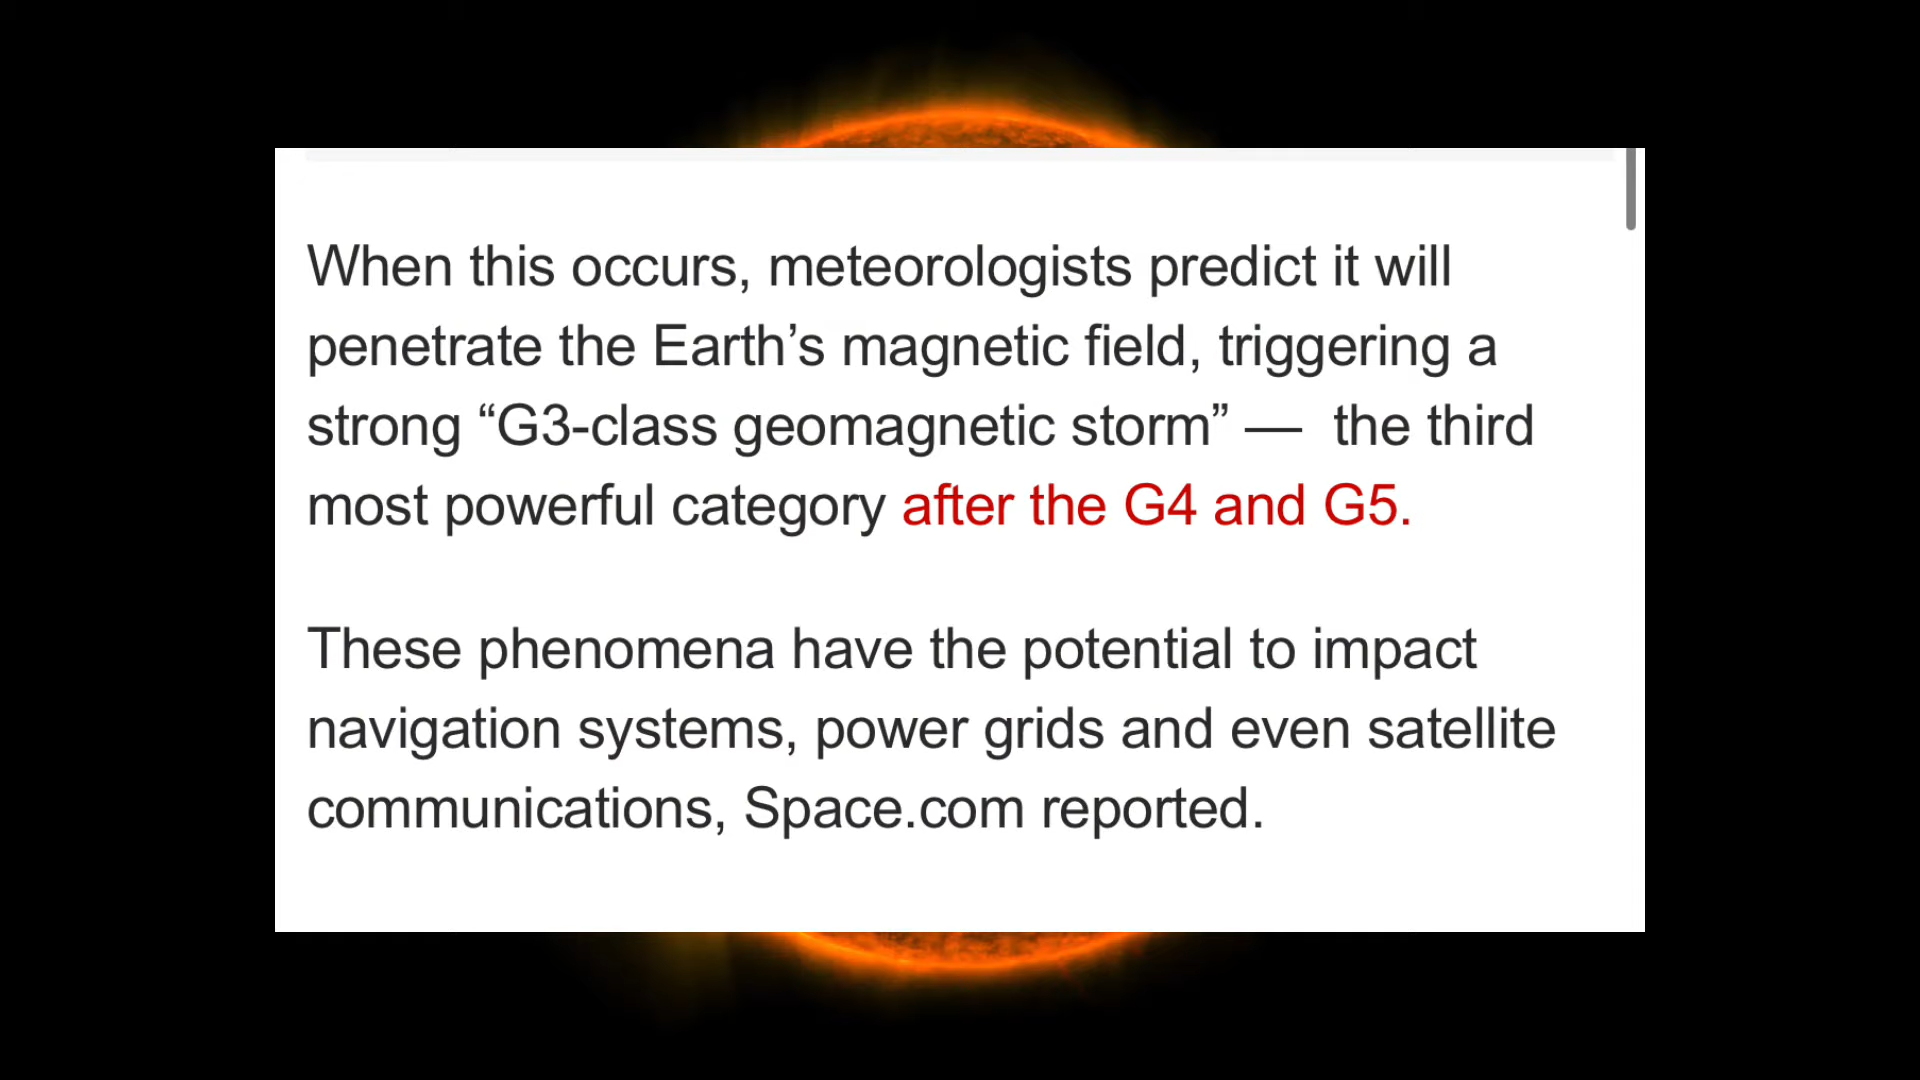 When this occurs, meteorologists predict it will
penetrate the Earth’s magnetic field, triggering a
strong “G3-class geomagnetic storm” —  the third
most powerful category after the G4 and G5.
These phenomena have the potential to impact
navigation systems, power grids and even satellite
communications, Space.com reported.